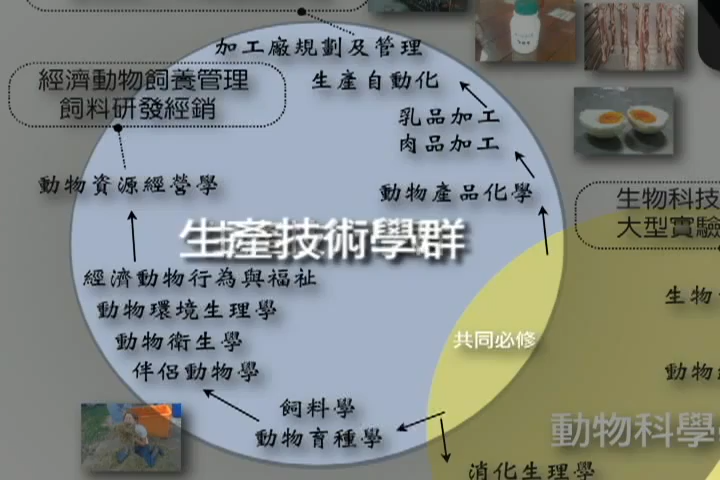 加工廠規劃及管理
生產自動化
經濟動物飼養管理
飼料研發經銷
乳品加工
肉品加工
動物資源經營學
動物產品化學
生物科技
大型實驗
生產技術學群
經濟動物行為與福祉
動物環境生理學
生物
動物衛生學
共同必修
伴侶動物學
動物
飼料學
動物育種學
動物科學
消化生理學